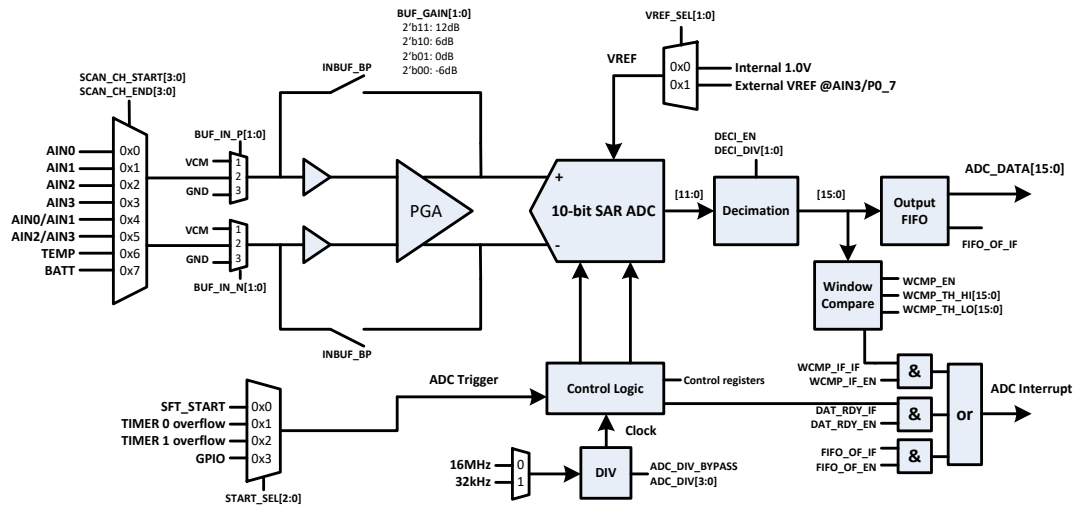 BUF_GAIN[1:0]
2'b11: 12dB
2'b10: 6dB
2'b01: 0dB
2'b00: -6dB
VREF_SEL[1:0]
VREF
0x0
Internal 1.0V
0x1
External VREF @AIN3/P0_7
INBUF_BP
SCAN_CH_START[3:0]
SCAN_CH_END[3:0]
AIN0 0x0
AIN1 0x1
AIN2 0x2
AIN3 0x3
AIN0/AIN1 0x4
AIN2/AIN3 0x5
TEMP 0x6
BATT 0x7
BUF_IN_P[1:0]
VCM 1
2
GND 3
VCM 1
2
GND 3
BUF_IN_N[1:0]
PGA
INBUF_BP
+
10-bit SAR ADC
-
[11:0]
DECI_EN
DECI_DIV[1:0]
Decimation
[15:0]
Output
FIFO
ADC_DATA[15:0]
FIFO_OF_IF
Window
Compare
WCMP_EN
WCMP_TH_HI[15:0]
WCMP_TH_LO[15:0]
ADC Trigger
Control Logic
Control registers
Clock
SFT_START 0x0
TIMER 0 overflow 0x1
TIMER 1 overflow 0x2
GPIO 0x3
START_SEL[2:0]
16MHz 0
32kHz 1
DIV
ADC_DIV_BYPASS
ADC_DIV[3:0]
WCMP_IF_IF
WCMP_IF_EN
&
DAT_RDY_IF
DAT_RDY_EN
&
FIFO_OF_IF
FIFO_OF_EN
&
or
ADC Interrupt